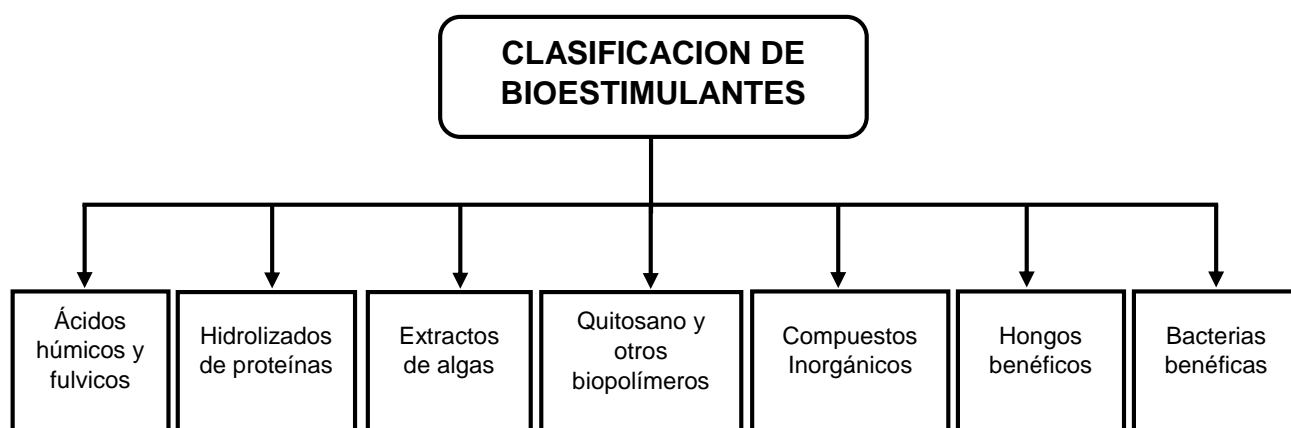 CLASIFICACION DE
BIOESTIMULANTES
Ácidos
húmicos y
fulvicos
Hidrolizados
de proteínas
Extractos
de algas
Quitosano y
otros
biopolímeros
Compuestos
Inorgánicos
Hongos
benéficos
Bacterias
benéficas